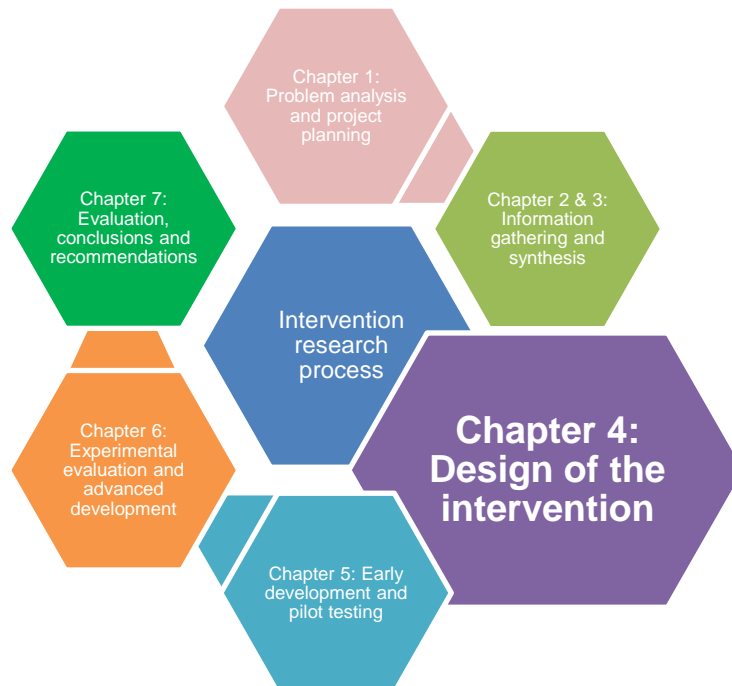 Chapter 1:
Problem analysis
and project
planning
Chapter 2 & 3:
Information
gathering and
synthesis
Chapter 7:
Evaluation,
conclusions and
recommendations
Intervention
research
process
Chapter 4:
Design of the
intervention
Chapter 6:
Experimental
evaluation and
advanced
development
Chapter 5: Early
development and
pilot testing